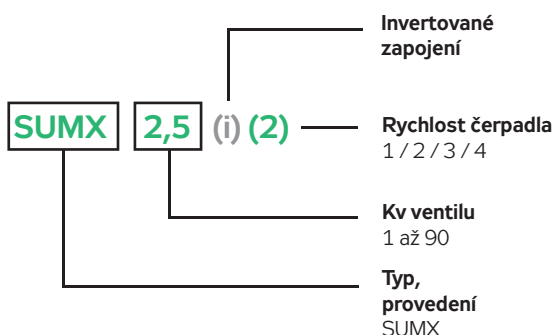 Invertované
zapojení
SUMX 2,5 (i) (2)
Rychlost čerpadla
1 / 2 / 3 / 4
Kv ventilu
1 až 90
Typ,
provedení
SUMX